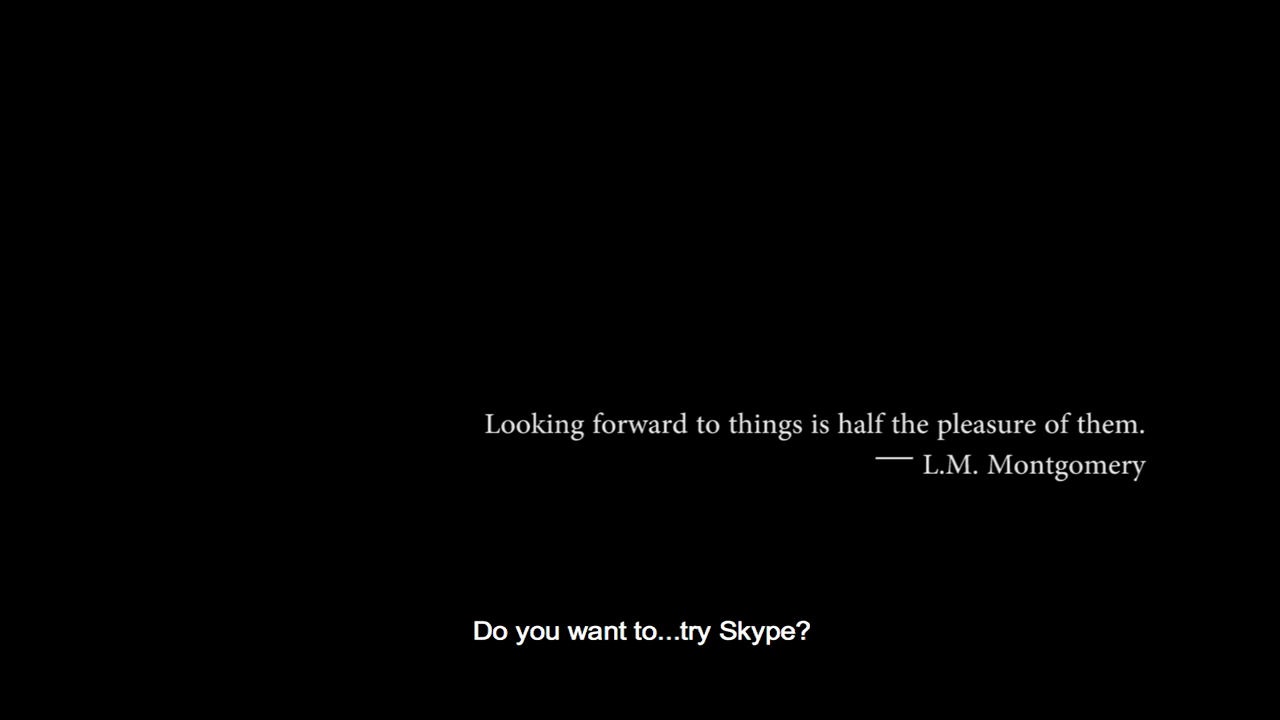 Looking forward to things is half the pleasure of them.
— L.M. Montgomery
Do you want to...try Skype?